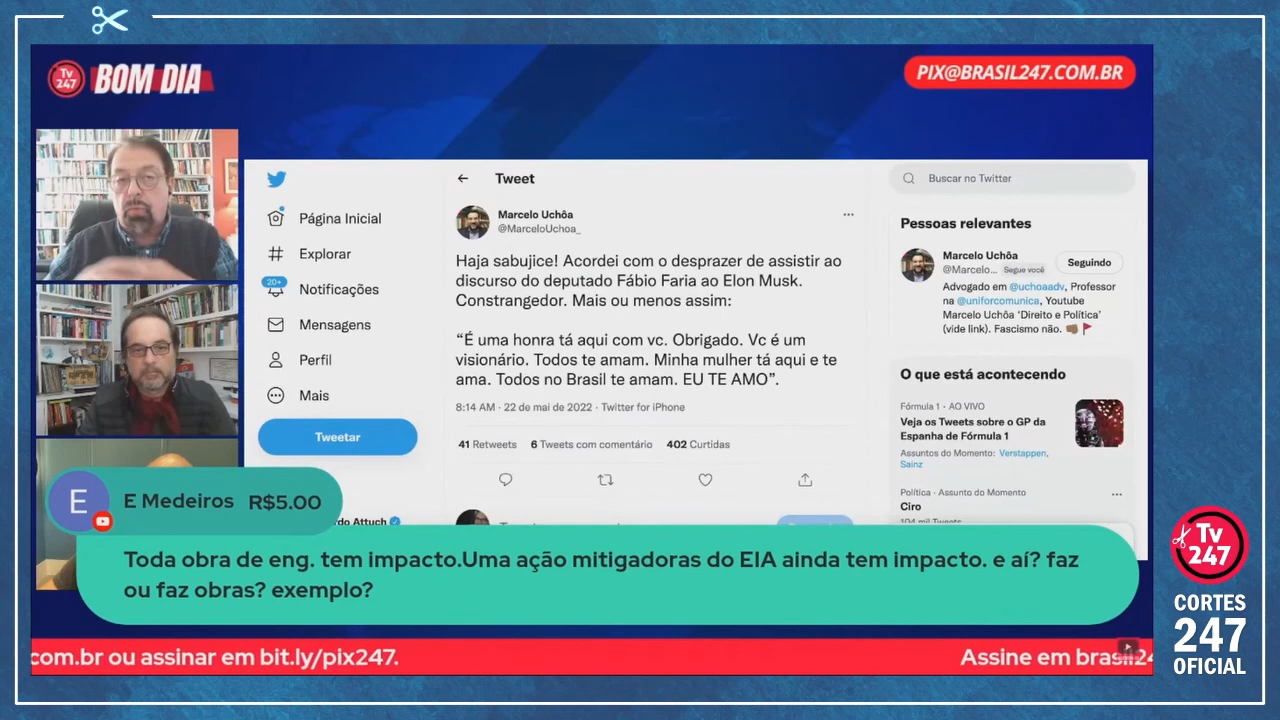 Tv 247 BOM DIA
PIX@BRASIL247.COM.BR
Página Inicial
Explorar
20+
Notificações
Mensagens
Perfil
Mais
Tweetar
Tweet
Marcelo Uchôa
@MarceloUchoa_
Haja sabujice! Acordei com o desprazer de assistir ao
discurso do deputado Fábio Faria ao Elon Musk.
Constrangedor. Mais ou menos assim:
“É uma honra tá aqui com vc. Obrigado. Vc é um
visionário. Todos te amam. Minha mulher tá aqui e te
ama. Todos no Brasil te amam. EU TE AMO”.
8:14 AM · 22 de mai de 2022 · Twitter for iPhone
41 Retweets 6 Tweets com comentário 402 Curtidas
Buscar no Twitter
Pessoas relevantes
Marcelo Uchôa
@Marcelo... Segue você
Seguindo
Advogado em @uchoaadv, Professor
na @uniforcomunica, Youtube
Marcelo Uchôa ‘Direito e Política’
(vide link). Fascismo não.
O que está acontecendo
Fórmula 1 · AO VIVO
Veja os Tweets sobre o GP da
Espanha de Fórmula 1
Assuntos do Momento: Verstappen,
Sainz
Política · Assunto do Momento
Ciro
104 mil Tweets
rdo Attuch
E
E Medeiros R$5.00
Toda obra de eng. tem impacto.Uma ação mitigadoras do EIA ainda tem impacto. e aí? faz
ou faz obras? exemplo?
com.br ou assinar em bit.ly/pix247.
Assine em brasil24
Tv
247
CORTES
247
OFICIAL